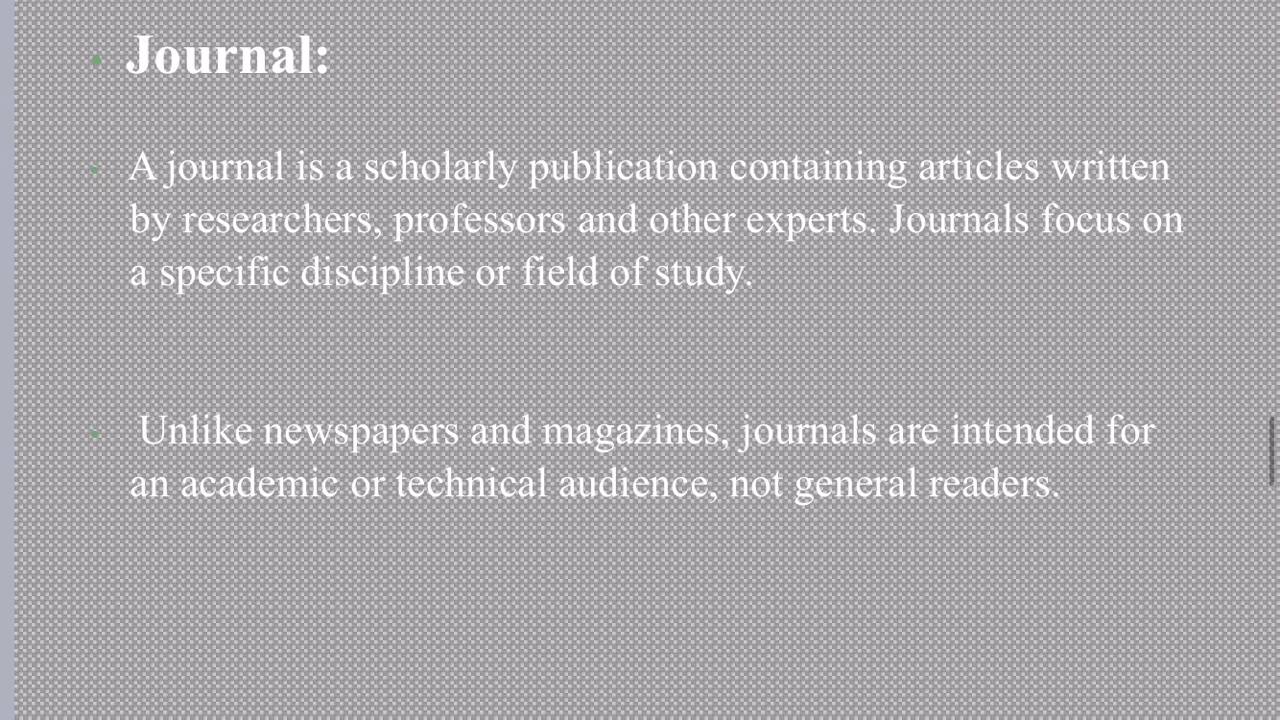 • Journal:
• A journal is a scholarly publication containing articles written
by researchers, professors and other experts. Journals focus on
a specific discipline or field of study.
• Unlike newspapers and magazines, journals are intended for
an academic or technical audience, not general readers.